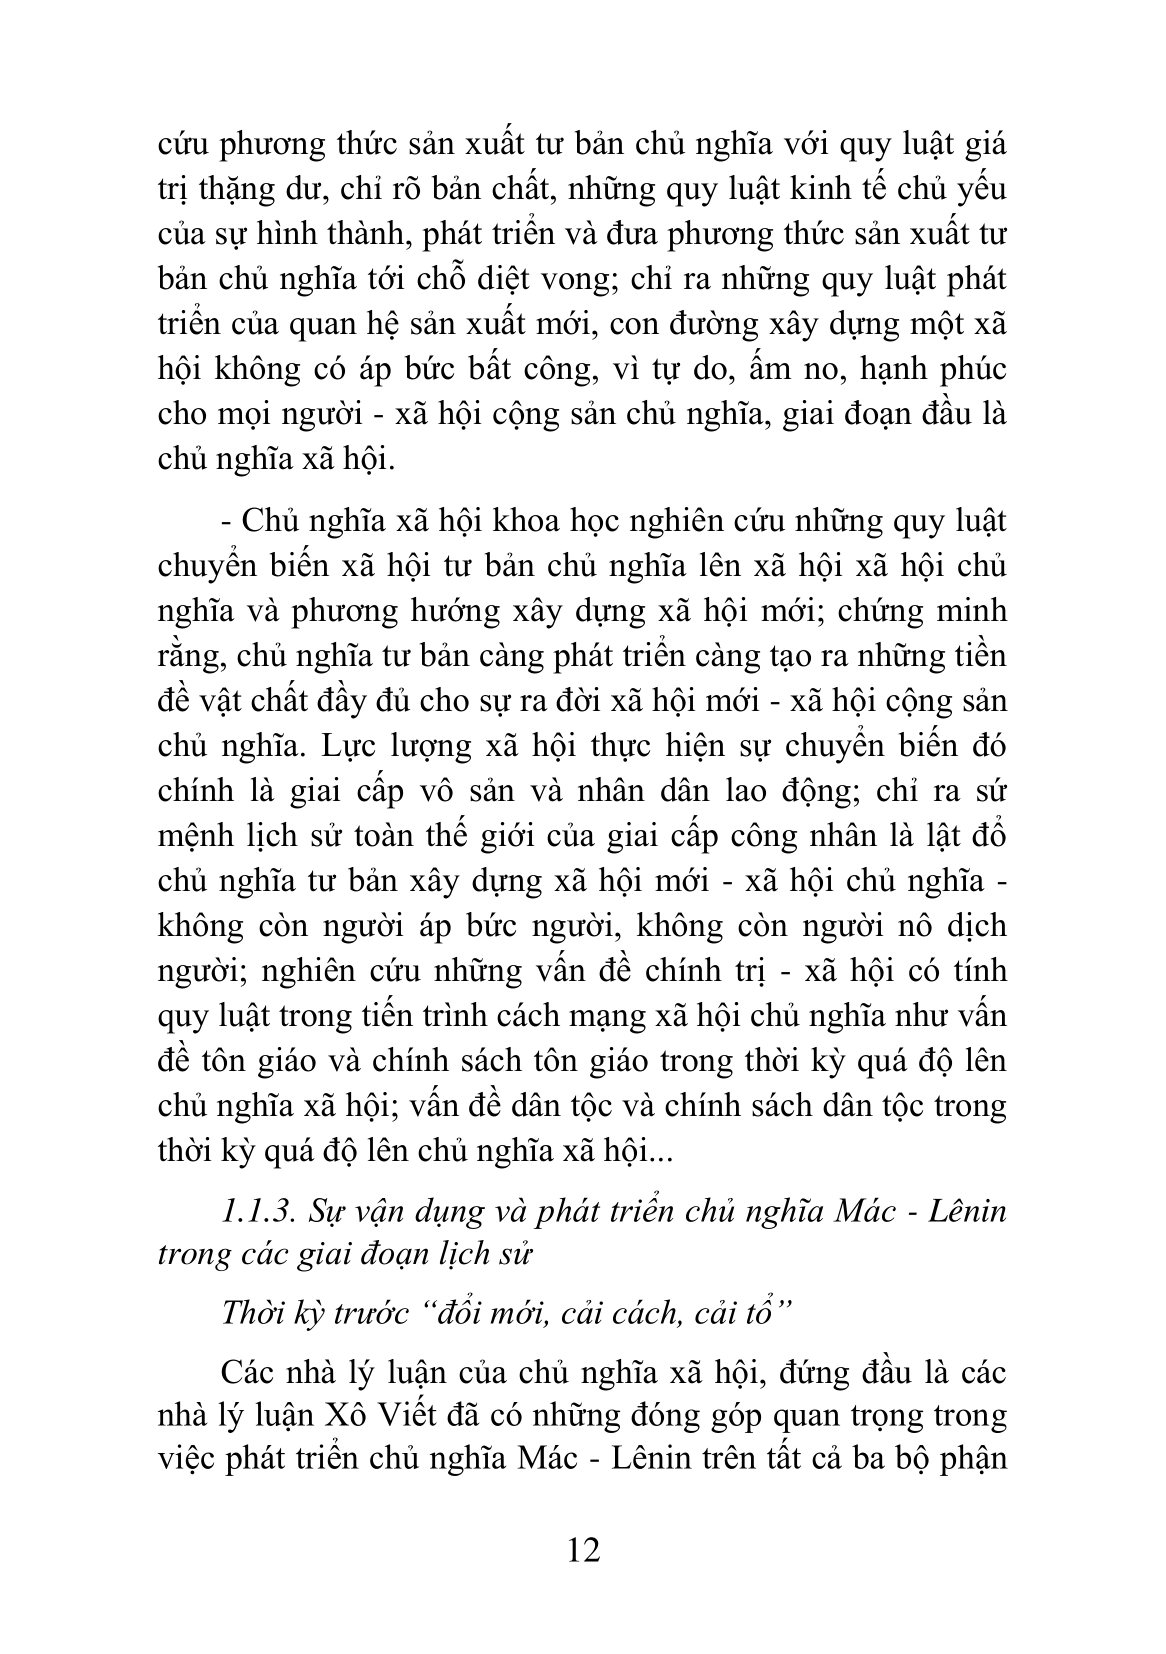 cứu phương thức sản xuất tư bản chủ nghĩa với quy luật giá
trị thặng dư, chỉ rõ bản chất, những quy luật kinh tế chủ yếu
của sự hình thành, phát triển và đưa phương thức sản xuất tư
bản chủ nghĩa tới chỗ diệt vong; chỉ ra những quy luật phát
triển của quan hệ sản xuất mới, con đường xây dựng một xã
hội không có áp bức bất công, vì tự do, ấm no, hạnh phúc
cho mọi người - xã hội cộng sản chủ nghĩa, giai đoạn đầu là
chủ nghĩa xã hội.
- Chủ nghĩa xã hội khoa học nghiên cứu những quy luật
chuyển biến xã hội tư bản chủ nghĩa lên xã hội xã hội chủ
nghĩa và phương hướng xây dựng xã hội mới; chứng minh
rằng, chủ nghĩa tư bản càng phát triển càng tạo ra những tiền
đề vật chất đầy đủ cho sự ra đời xã hội mới - xã hội cộng sản
chủ nghĩa. Lực lượng xã hội thực hiện sự chuyển biến đó
chính là giai cấp vô sản và nhân dân lao động; chỉ ra sứ
mệnh lịch sử toàn thế giới của giai cấp công nhân là lật đổ
chủ nghĩa tư bản xây dựng xã hội mới - xã hội chủ nghĩa -
không còn người áp bức người, không còn người nô dịch
người; nghiên cứu những vấn đề chính trị - xã hội có tính
quy luật trong tiến trình cách mạng xã hội chủ nghĩa như vấn
đề tôn giáo và chính sách tôn giáo trong thời kỳ quá độ lên
chủ nghĩa xã hội; vấn đề dân tộc và chính sách dân tộc trong
thời kỳ quá độ lên chủ nghĩa xã hội...
1.1.3. Sự vận dụng và phát triển chủ nghĩa Mác - Lênin
trong các giai đoạn lịch sử
Thời kỳ trước “đổi mới, cải cách, cải tổ”
Các nhà lý luận của chủ nghĩa xã hội, đứng đầu là các
nhà lý luận Xô Viết đã có những đóng góp quan trọng trong
việc phát triển chủ nghĩa Mác - Lênin trên tất cả ba bộ phận
12